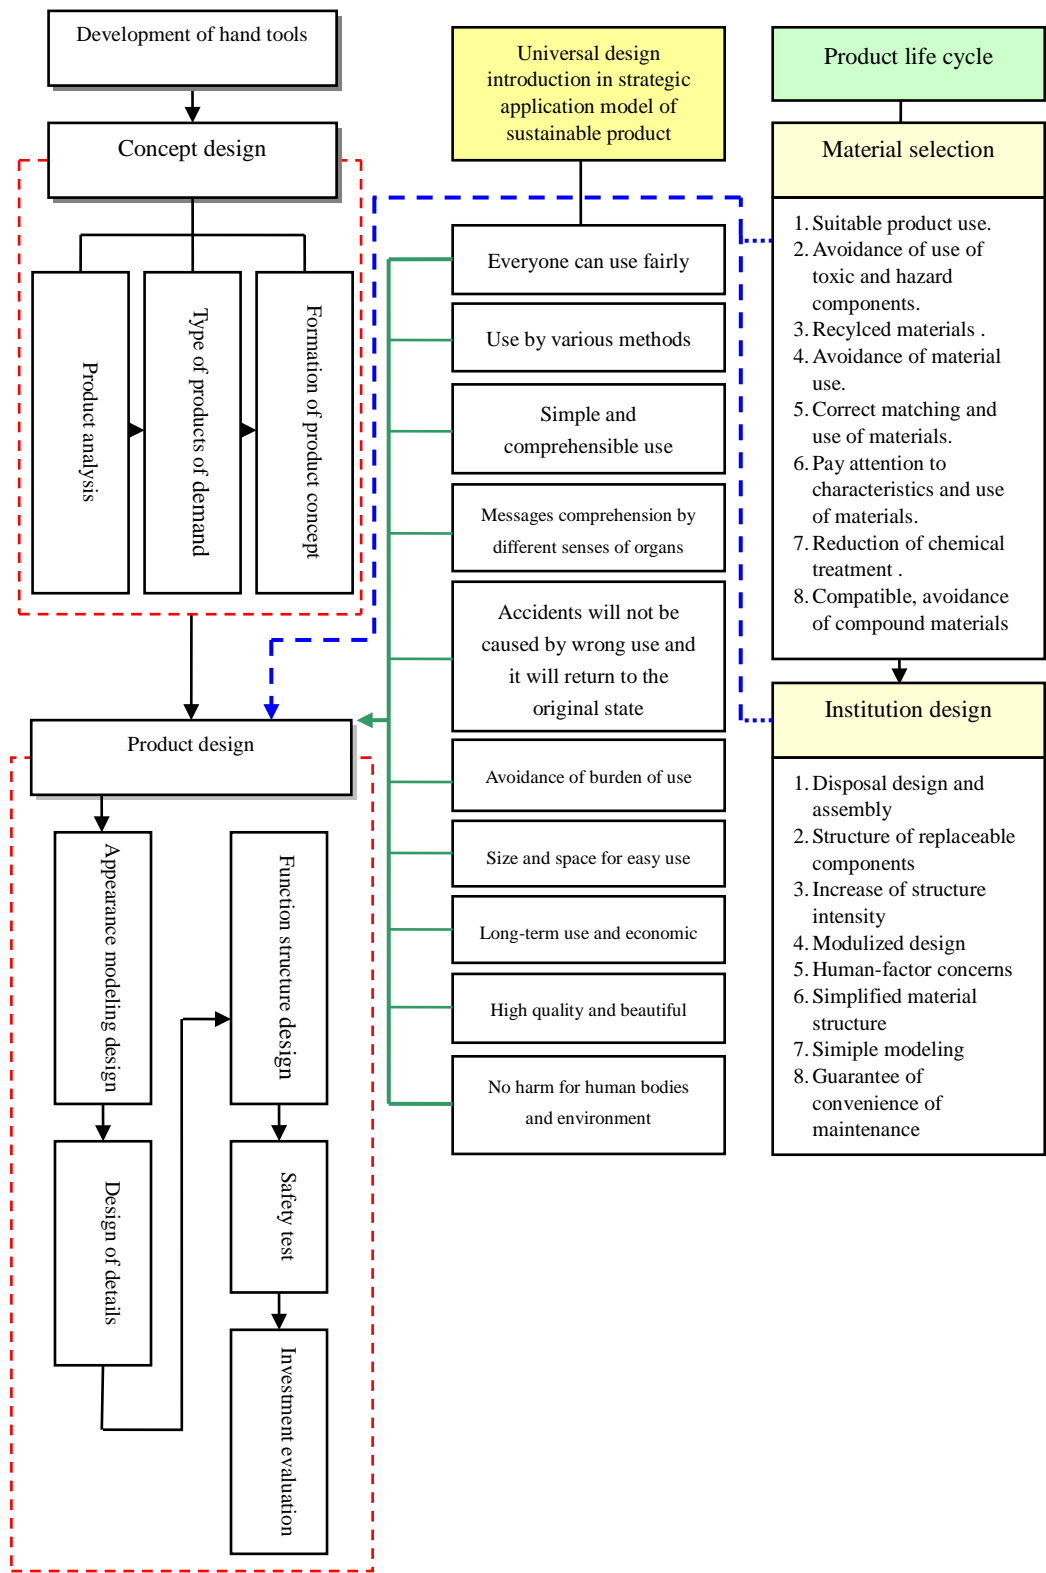 Development of hand tools
Concept design
Product analysis
Type of products of demand
Formation of product concept
Product design
Appearance modeling design
Design of details
Function structure design
Safety test
Investment evaluation
Universal design
introduction in strategic
application model of
sustainable product
Everyone can use fairly
Use by various methods
Simple and
comprehensible use
Messages comprehension by
different senses of organs
Accidents will not be
caused by wrong use and
it will return to the
original state
Avoidance of burden of use
Size and space for easy use
Long-term use and economic
High quality and beautiful
No harm for human bodies
and environment
Product life cycle
Material selection
1. Suitable product use.
2. Avoidance of use of
toxic and hazard
components.
3. Recylced materials .
4. Avoidance of material
use.
5. Correct matching and
use of materials.
6. Pay attention to
characteristics and use
of materials.
7. Reduction of chemical
treatment .
8. Compatible, avoidance
of compound materials
Institution design
1. Disposal design and
assembly
2. Structure of replaceable
components
3. Increase of structure
intensity
4. Modulized design
5. Human-factor concerns
6. Simplified material
structure
7. Simiple modeling
8. Guarantee of
convenience of
maintenance